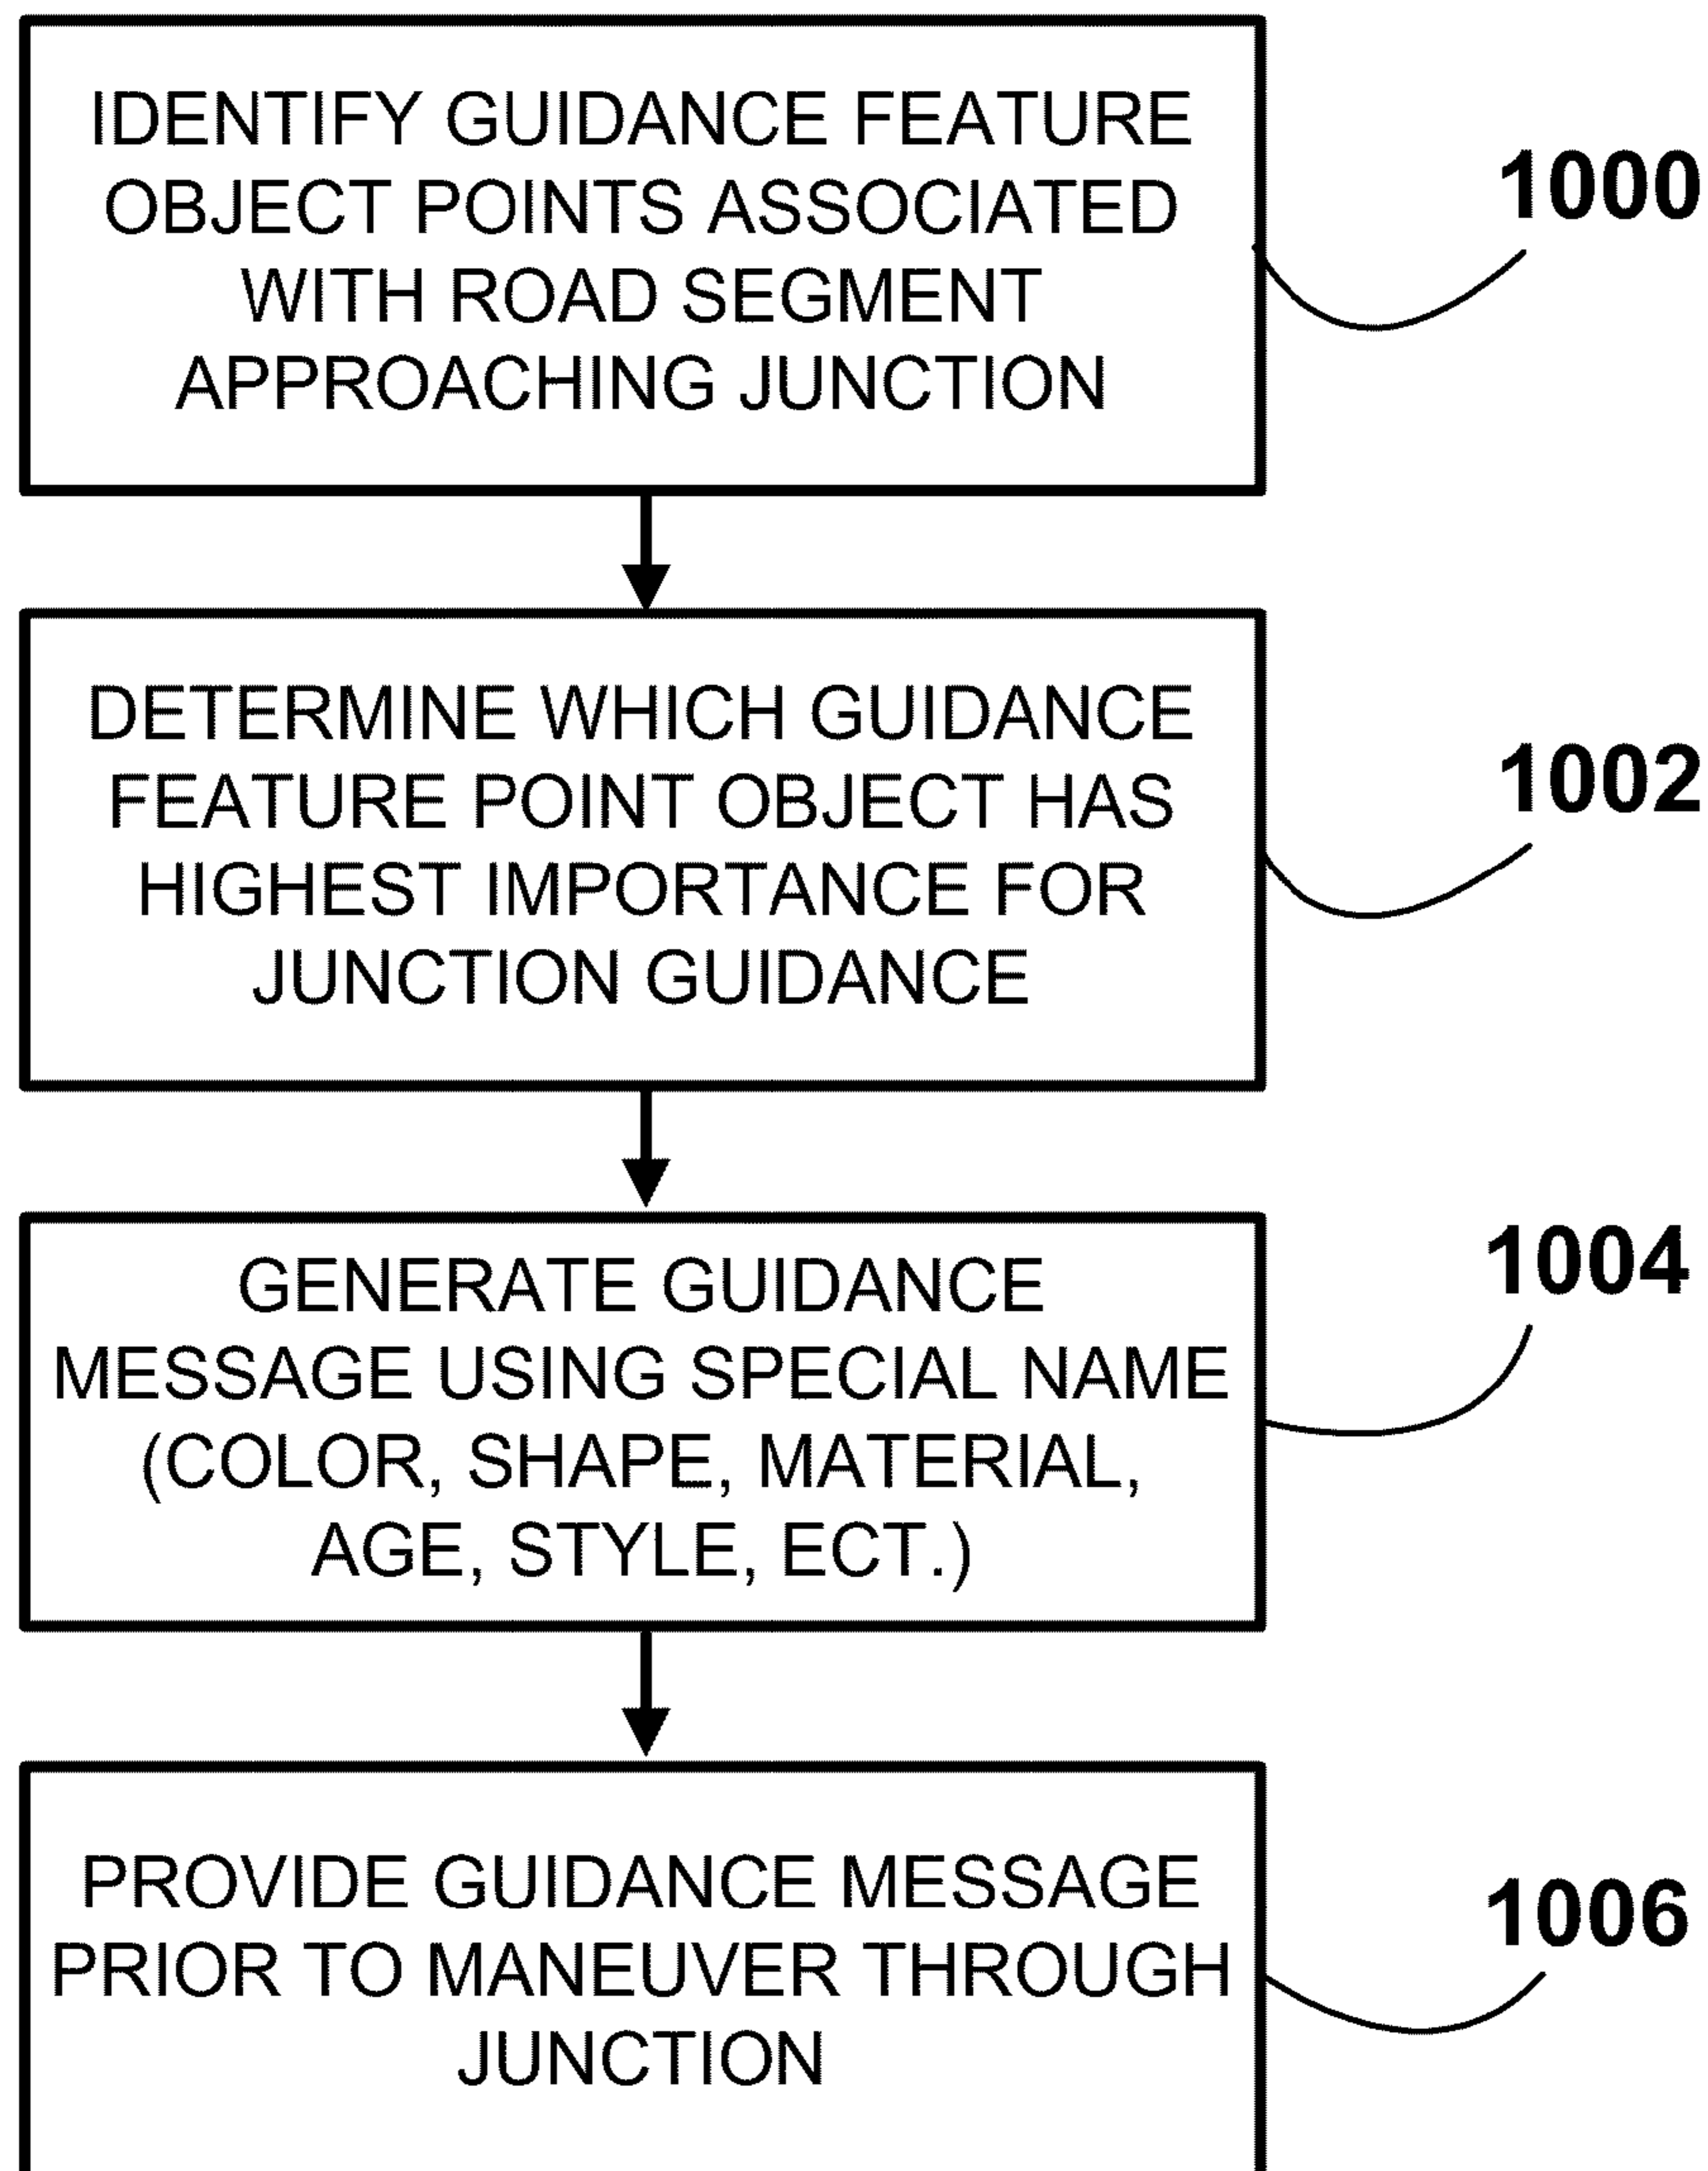 IDENTIFY GUIDANCE FEATURE
OBJECT POINTS ASSOCIATED
WITH ROAD SEGMENT
APPROACHING JUNCTION
1000
DETERMINE WHICH GUIDANCE
FEATURE POINT OBJECT HAS
HIGHEST IMPORTANCE FOR
JUNCTION GUIDANCE
1002
GENERATE GUIDANCE
MESSAGE USING SPECIAL NAME
(COLOR, SHAPE, MATERIAL,
AGE, STYLE, ECT.)
1004
PROVIDE GUIDANCE MESSAGE
PRIOR TO MANEUVER THROUGH
JUNCTION
1006